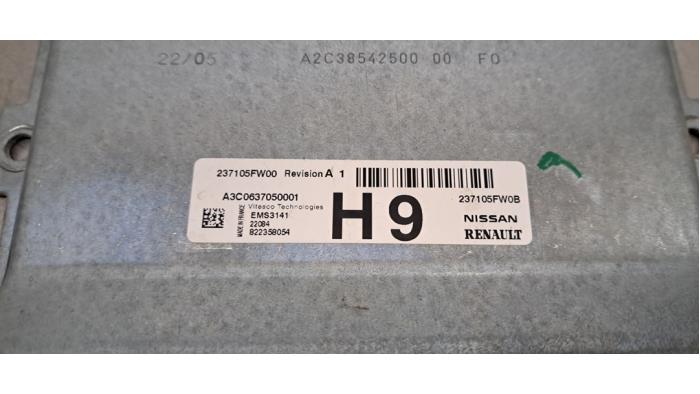 22/05 A2C38542500 00 F0
237105FW00 Revision A 1
A3C0637050001 237105FW0B
Vitesco Technologies
EMS3141
22084
822358054
MADE IN FRANCE
H9
NISSAN
RENAULT